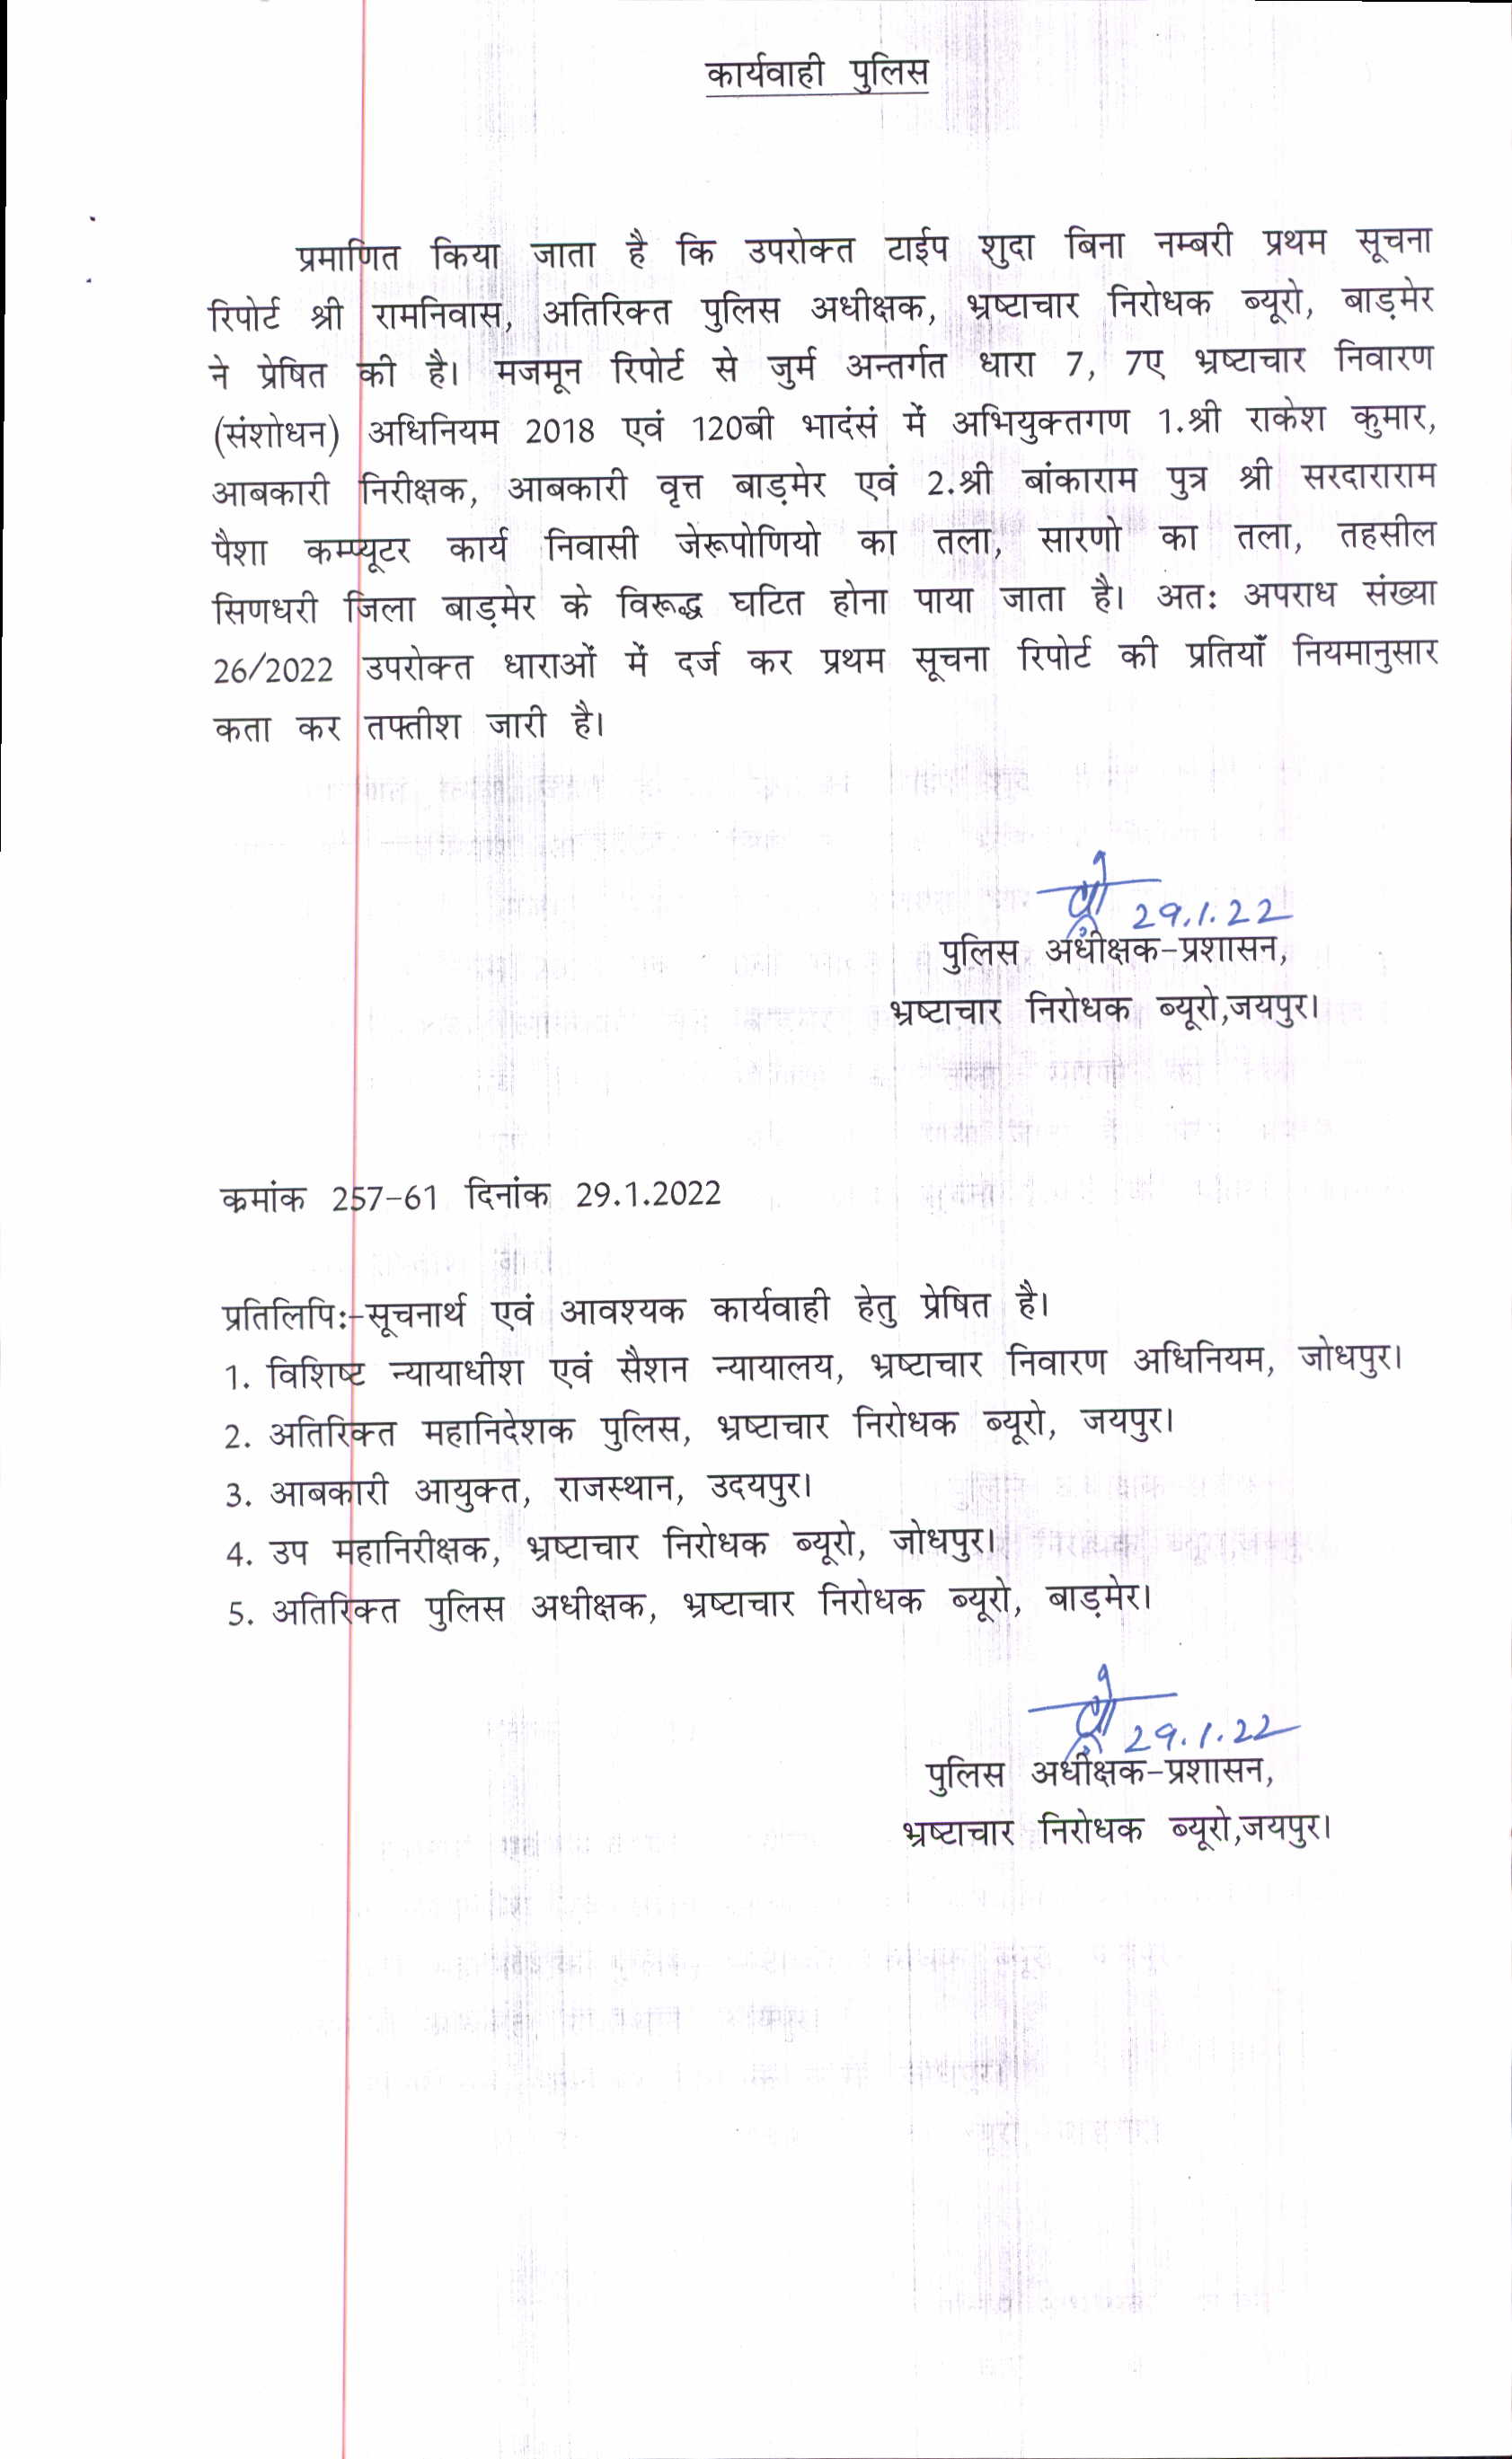 कार्यवाही पुलिस
प्रमाणित किया जाता है कि उपरोक्त टाईप शुदा बिना नम्बरी प्रथम सूचना
रिपोर्ट श्री रामनिवास, अतिरिक्त पुलिस अधीक्षक, भ्रष्टाचार निरोधक ब्यूरो, बाड़मेर
ने प्रेषित की है। मजमून रिपोर्ट से जुर्म अन्तर्गत धारा 7, 7ए भ्रष्टाचार निवारण
(संशोधन) अधिनियम 2018 एवं 120बी भादंसं में अभियुक्तगण 1.श्री राकेश कुमार,
आबकारी निरीक्षक, आबकारी वृत्त बाड़मेर एवं 2.श्री बांकाराम पुत्र श्री सरदाराराम
पैशा कम्प्यूटर कार्य निवासी जेरूपोणियो का तला, सारणो का तला, तहसील
सिणधरी जिला बाड़मेर के विरूद्ध घटित होना पाया जाता है। अतः अपराध संख्या
26/2022 उपरोक्त धाराओं में दर्ज कर प्रथम सूचना रिपोर्ट की प्रतियाँ नियमानुसार
कता कर तफ्तीश जारी है।
29.1.22
पुलिस अधीक्षक-प्रशासन,
भ्रष्टाचार निरोधक ब्यूरो,जयपुर।
क्रमांक 257-61 दिनांक 29.1.2022
प्रतिलिपिः-सूचनार्थ एवं आवश्यक कार्यवाही हेतु प्रेषित है।
1. विशिष्ट न्यायाधीश एवं सैशन न्यायालय, भ्रष्टाचार निवारण अधिनियम, जोधपुर।
2. अतिरिक्त महानिदेशक पुलिस, भ्रष्टाचार निरोधक ब्यूरो, जयपुर।
3. आबकारी आयुक्त, राजस्थान, उदयपुर।
4. उप महानिरीक्षक, भ्रष्टाचार निरोधक ब्यूरो, जोधपुर।
5. अतिरिक्त पुलिस अधीक्षक, भ्रष्टाचार निरोधक ब्यूरो, बाड़मेर।
29.1.22
पुलिस अधीक्षक-प्रशासन,
भ्रष्टाचार निरोधक ब्यूरो,जयपुर।